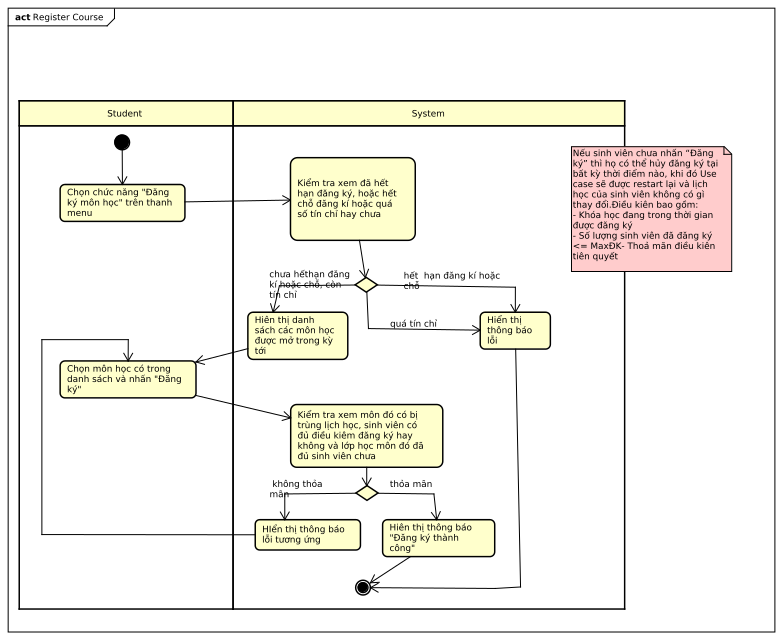 act Register Course
Student
System
Chọn chức năng "Đăng
ký môn học" trên thanh
menu
Kiểm tra xem đã hết
hạn đăng ký, hoặc hết
chỗ đăng kí hoặc quá
số tín chỉ hay chưa
Nếu sinh viên chưa nhấn “Đăng
ký” thì họ có thể hủy đăng ký tại
bất kỳ thời điểm nào, khi đó Use
case sẽ được restart lại và lịch
học của sinh viên không có gì
thay đổi.Điều kiện bao gồm:
- Khóa học đang trong thời gian
được đăng ký
- Số lượng sinh viên đã đăng ký
<= MaxĐK- Thoả mãn điều kiên
tiên quyết
chưa hếthạn đăng
kí hoặc chỗ, còn
tín chỉ
hết  hạn đăng kí hoặc
chỗ
quá tín chỉ
Hiên thị danh
sách các môn học
được mở trong kỳ
tới
Hiển thị
thông báo
lỗi
Chọn môn học có trong
danh sách và nhấn "Đăng
ký"
Kiểm tra xem môn đó có bị
trùng lịch học, sinh viên có
đủ điều kiêm đăng ký hay
không và lớp học môn đó đã
đủ sinh viên chưa
không thỏa
mãn
thỏa mãn
HIển thị thông báo
lỗi tương ứng
Hiên thị thông báo
"Đăng ký thành
công"